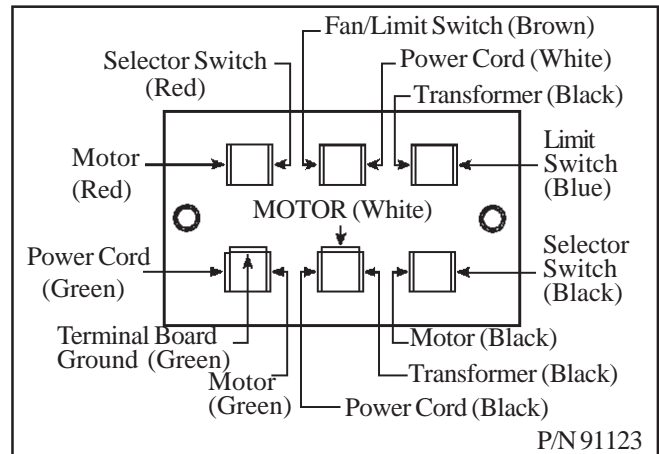 Fan/Limit Switch (Brown)
Selector Switch
(Red)
Power Cord (White)
Transformer (Black)
Motor
(Red)
Limit
Switch
(Blue)
MOTOR (White)
Power Cord
(Green)
Selector
Switch
(Black)
Terminal Board
Ground (Green)
Motor
(Green)
Motor (Black)
Transformer (Black)
Power Cord (Black)
P/N 91123